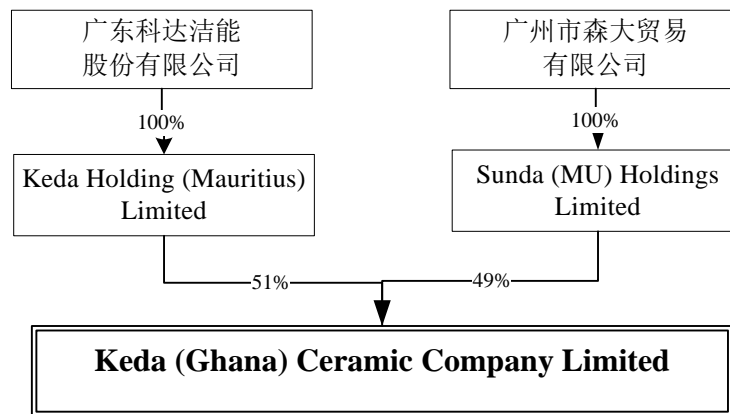 广东科达洁能
股份有限公司
广州市森大贸易
有限公司
100%
100%
Keda Holding (Mauritius)
Limited
Sunda (MU) Holdings
Limited
51%
49%
Keda (Ghana) Ceramic Company Limited